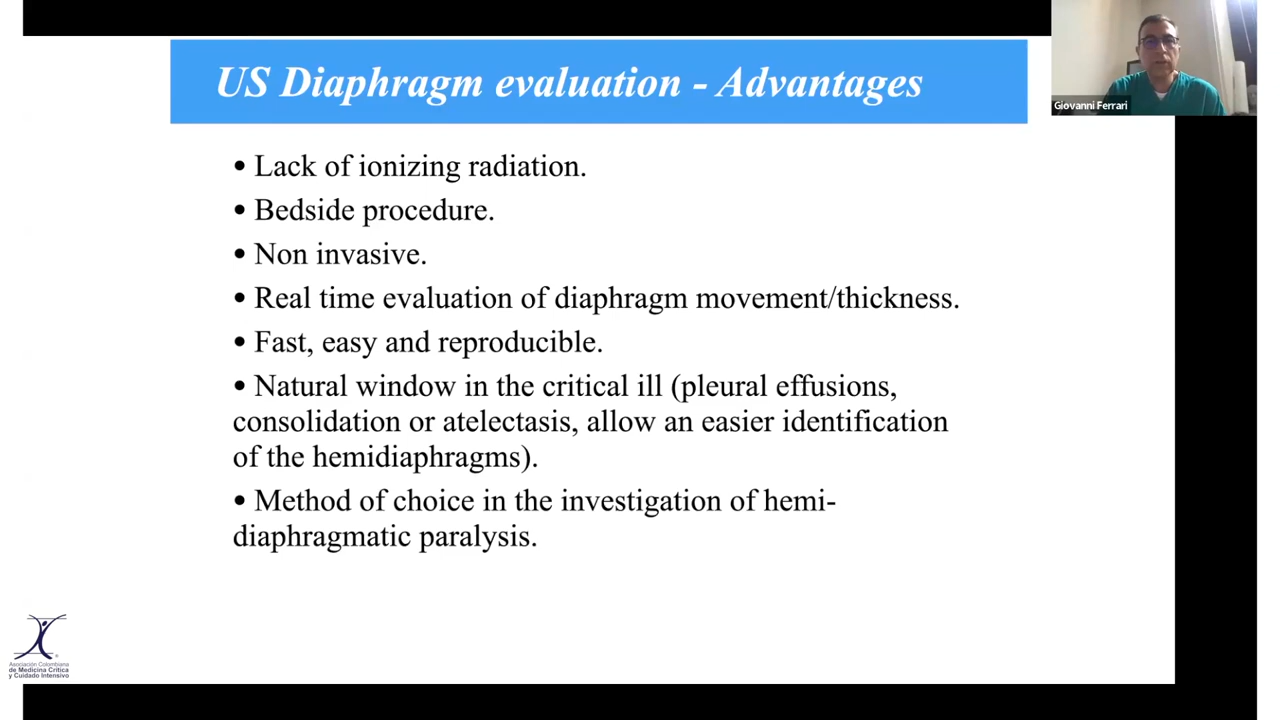 US Diaphragm evaluation - Advantages
Giovanni Ferrari
• Lack of ionizing radiation.
• Bedside procedure.
• Non invasive.
• Real time evaluation of diaphragm movement/thickness.
• Fast, easy and reproducible.
• Natural window in the critical ill (pleural effusions,
consolidation or atelectasis, allow an easier identification
of the hemidiaphragms).
• Method of choice in the investigation of hemi-
diaphragmatic paralysis.
Asociación Colombiana
de Medicina Crítica
y Cuidado Intensivo